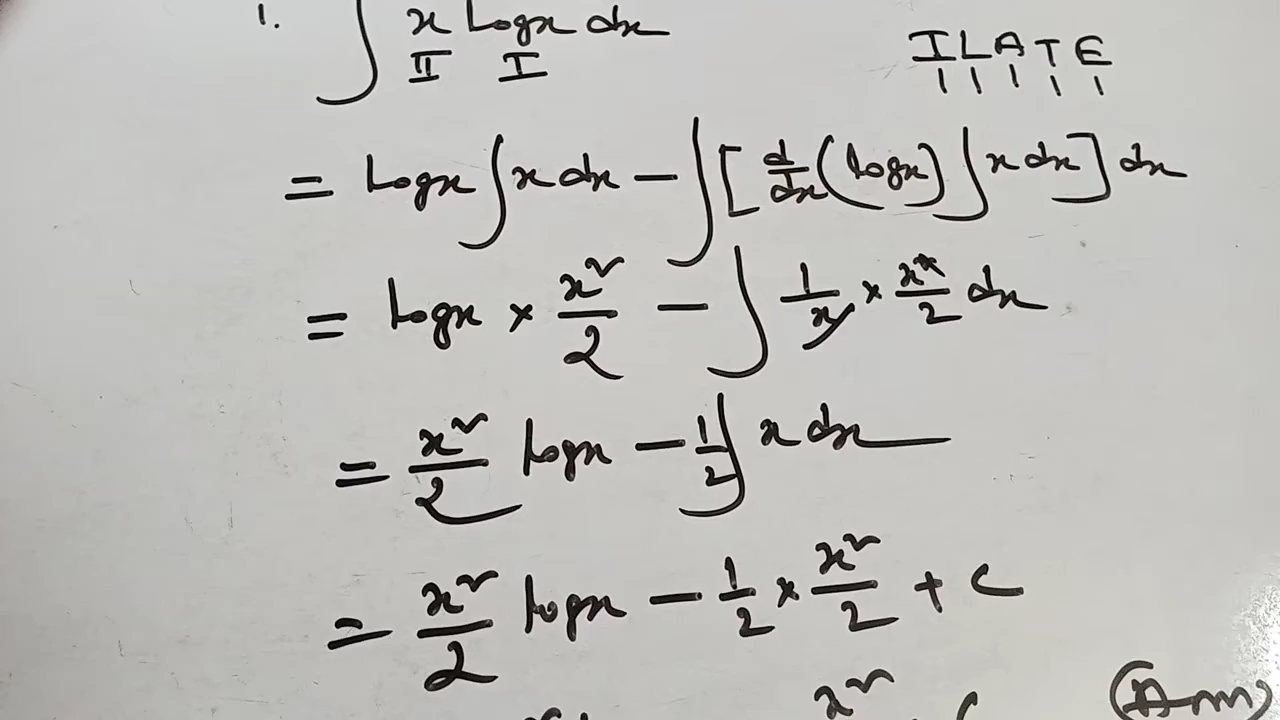 1. ∫ x Logx dx
II I
I L A T E
= Logx ∫ x dx − ∫ [ d/dx (logx) ∫ x dx ] dx
= logx × x²/2 − ∫ 1/x × x²/2 dx
= x²/2 logx − 1/2 ∫ x dx
= x²/2 logx − 1/2 × x²/2 + C
x²